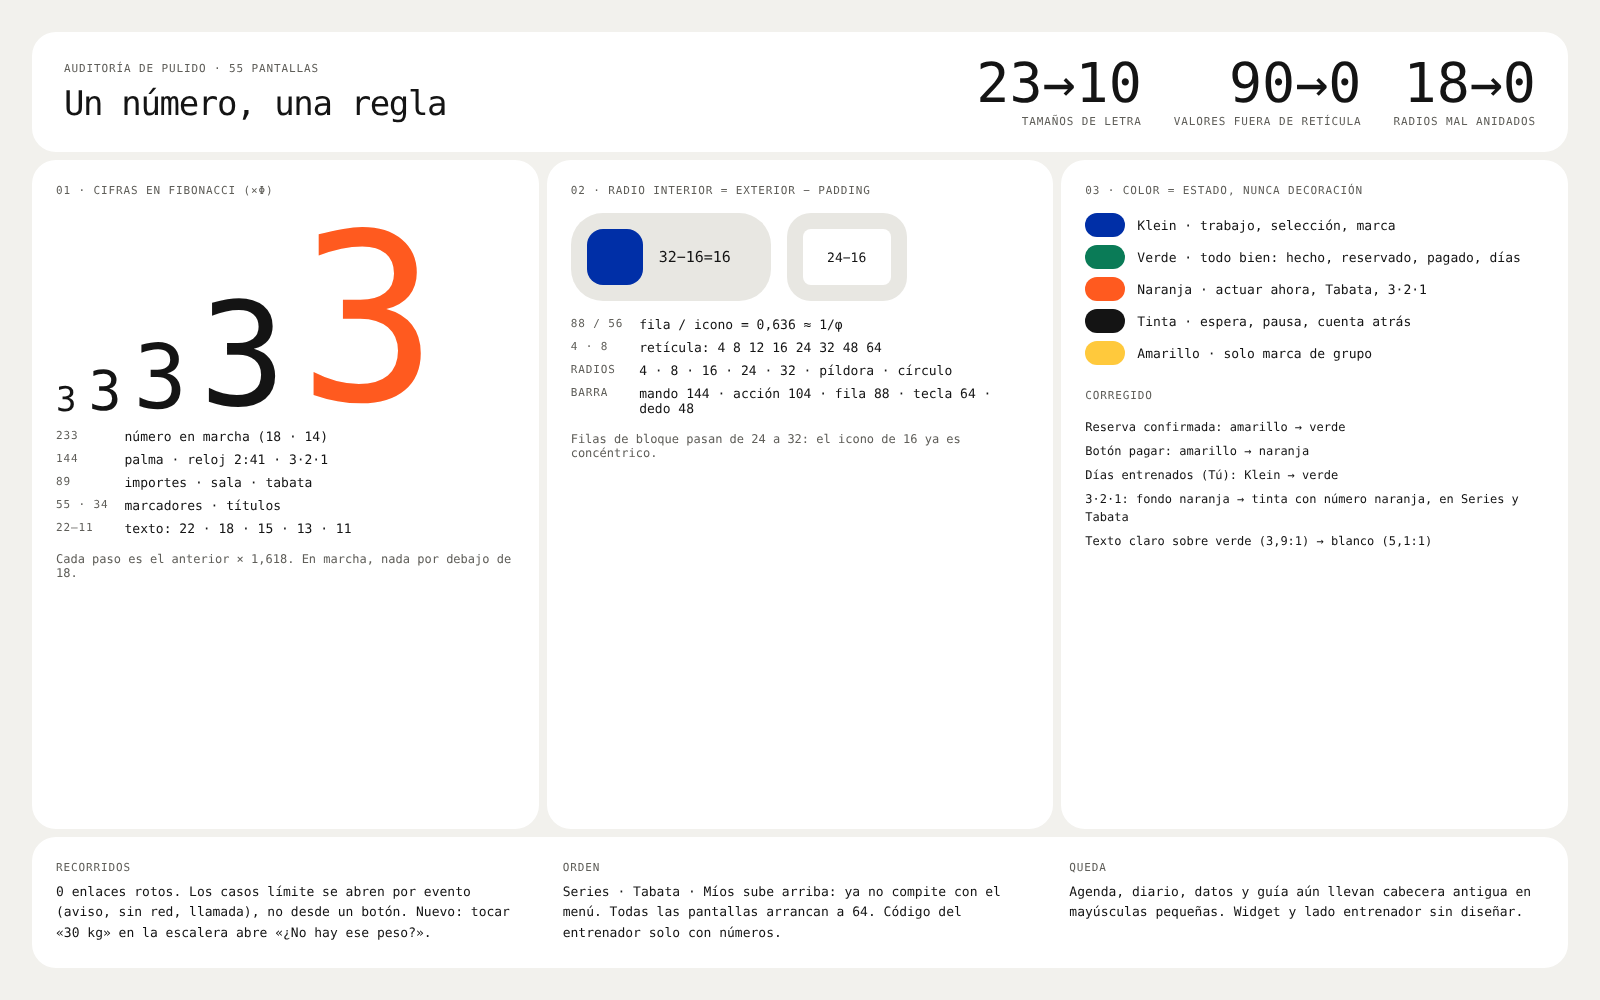 AUDITORÍA DE PULIDO · 55 PANTALLAS
Un número, una regla
23→10
TAMAÑOS DE LETRA
90→0
VALORES FUERA DE RETÍCULA
18→0
RADIOS MAL ANIDADOS
01 · CIFRAS EN FIBONACCI (×Φ)
3 3 3 3 3
233 número en marcha (18 · 14)
144 palma · reloj 2:41 · 3·2·1
89 importes · sala · tabata
55 · 34 marcadores · títulos
22–11 texto: 22 · 18 · 15 · 13 · 11
Cada paso es el anterior × 1,618. En marcha, nada por debajo de
18.
02 · RADIO INTERIOR = EXTERIOR − PADDING
32−16=16
24−16
88 / 56 fila / icono = 0,636 ≈ 1/φ
4 · 8 retícula: 4 8 12 16 24 32 48 64
RADIOS 4 · 8 · 16 · 24 · 32 · píldora · círculo
BARRA mando 144 · acción 104 · fila 88 · tecla 64 ·
dedo 48
Filas de bloque pasan de 24 a 32: el icono de 16 ya es
concéntrico.
03 · COLOR = ESTADO, NUNCA DECORACIÓN
Klein · trabajo, selección, marca
Verde · todo bien: hecho, reservado, pagado, días
Naranja · actuar ahora, Tabata, 3·2·1
Tinta · espera, pausa, cuenta atrás
Amarillo · solo marca de grupo
CORREGIDO
Reserva confirmada: amarillo → verde
Botón pagar: amarillo → naranja
Días entrenados (Tú): Klein → verde
3·2·1: fondo naranja → tinta con número naranja, en Series y
Tabata
Texto claro sobre verde (3,9:1) → blanco (5,1:1)
RECORRIDOS
0 enlaces rotos. Los casos límite se abren por evento
(aviso, sin red, llamada), no desde un botón. Nuevo: tocar
«30 kg» en la escalera abre «¿No hay ese peso?».
ORDEN
Series · Tabata · Míos sube arriba: ya no compite con el
menú. Todas las pantallas arrancan a 64. Código del
entrenador solo con números.
QUEDA
Agenda, diario, datos y guía aún llevan cabecera antigua en
mayúsculas pequeñas. Widget y lado entrenador sin diseñar.